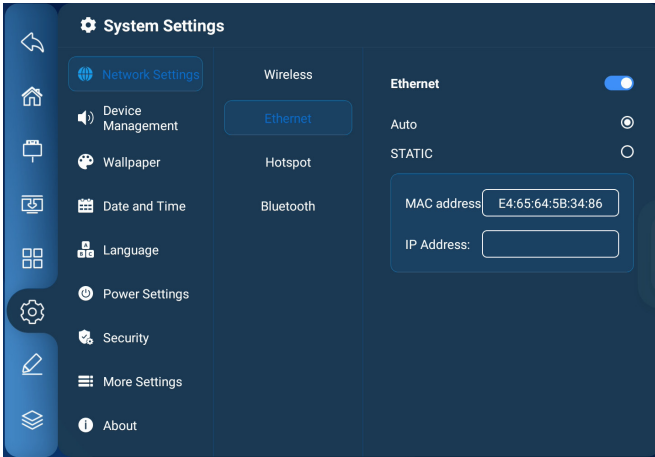 System Settings
Network Settings
Device
Management
Wallpaper
Date and Time
A
B C
Language
Power Settings
Security
More Settings
About
Wireless
Ethernet
Hotspot
Bluetooth
Ethernet
Auto
STATIC
MAC address E4:65:64:5B:34:86
IP Address: